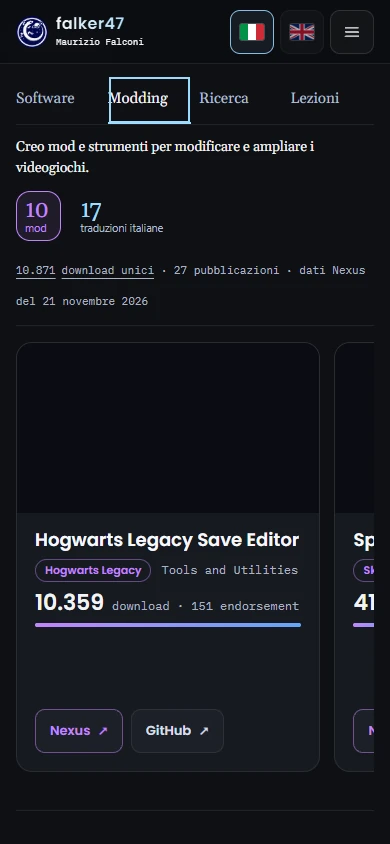 falker47
Maurizio Falconi
Software Modding Ricerca Lezioni
Creo mod e strumenti per modificare e ampliare i
videogiochi.
10 17
mod traduzioni italiane
10.871 download unici · 27 pubblicazioni · dati Nexus
del 21 novembre 2026
Hogwarts Legacy Save Editor
Hogwarts Legacy Tools and Utilities
10.359 download · 151 endorsement
Nexus ↗ GitHub ↗